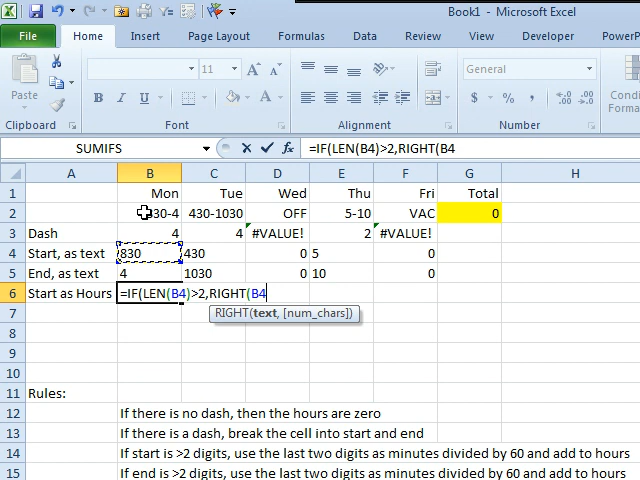 Book1 - Microsoft Excel
File Home Insert Page Layout Formulas Data Review View Developer PowerP
Paste 11 A A General
B I U $ % ,
Condi
Form
Clipboard Font Alignment Number
SUMIFS =IF(LEN(B4)>2,RIGHT(B4
A B C D E F G H
1 Mon Tue Wed Thu Fri Total
2 30-4 430-1030 OFF 5-10 VAC 0
3 Dash 4 4 #VALUE! 2 #VALUE!
4 Start, as text 830 430 0 5 0
5 End, as text 4 1030 0 10 0
6 Start as Hours =IF(LEN(B4)>2,RIGHT(B4
7 RIGHT(text, [num_chars])
8
9
10
11 Rules:
12 If there is no dash, then the hours are zero
13 If there is a dash, break the cell into start and end
14 If start is >2 digits, use the last two digits as minutes divided by 60 and add to hours
15 If end is >2 digits, use the last two digits as minutes divided by 60 and add to hours